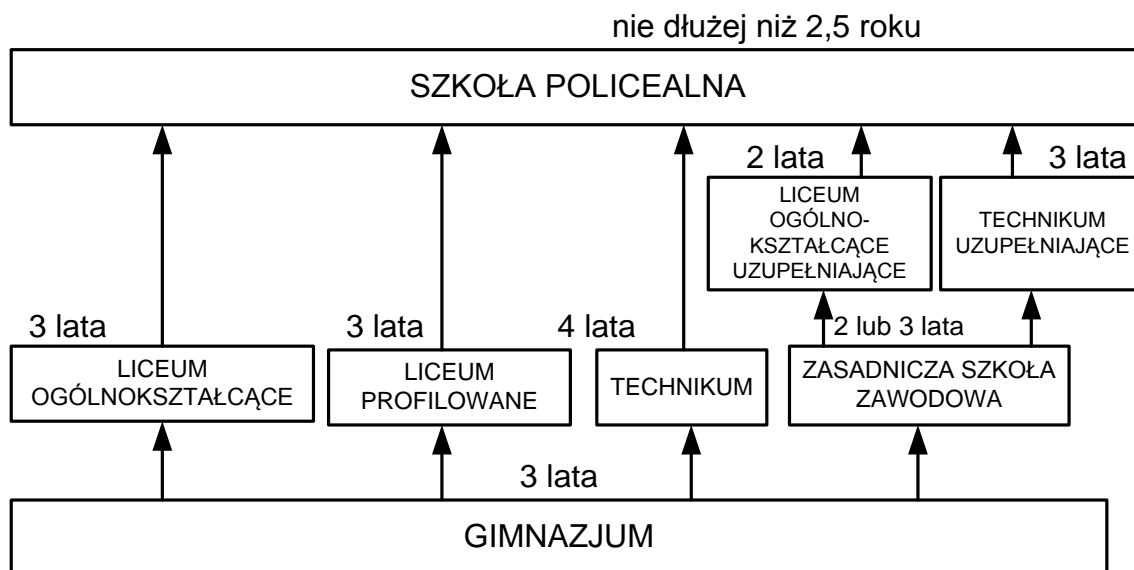 nie dłużej niż 2,5 roku
SZKOŁA POLICEALNA
2 lata
3 lata
LICEUM
OGÓLNO-
KSZTAŁCĄCE
UZUPEŁNIAJĄCE
TECHNIKUM
UZUPEŁNIAJĄCE
3 lata
3 lata
4 lata
2 lub 3 lata
LICEUM
OGÓLNOKSZTAŁCĄCE
LICEUM
PROFILOWANE
TECHNIKUM
ZASADNICZA SZKOŁA
ZAWODOWA
3 lata
GIMNAZJUM